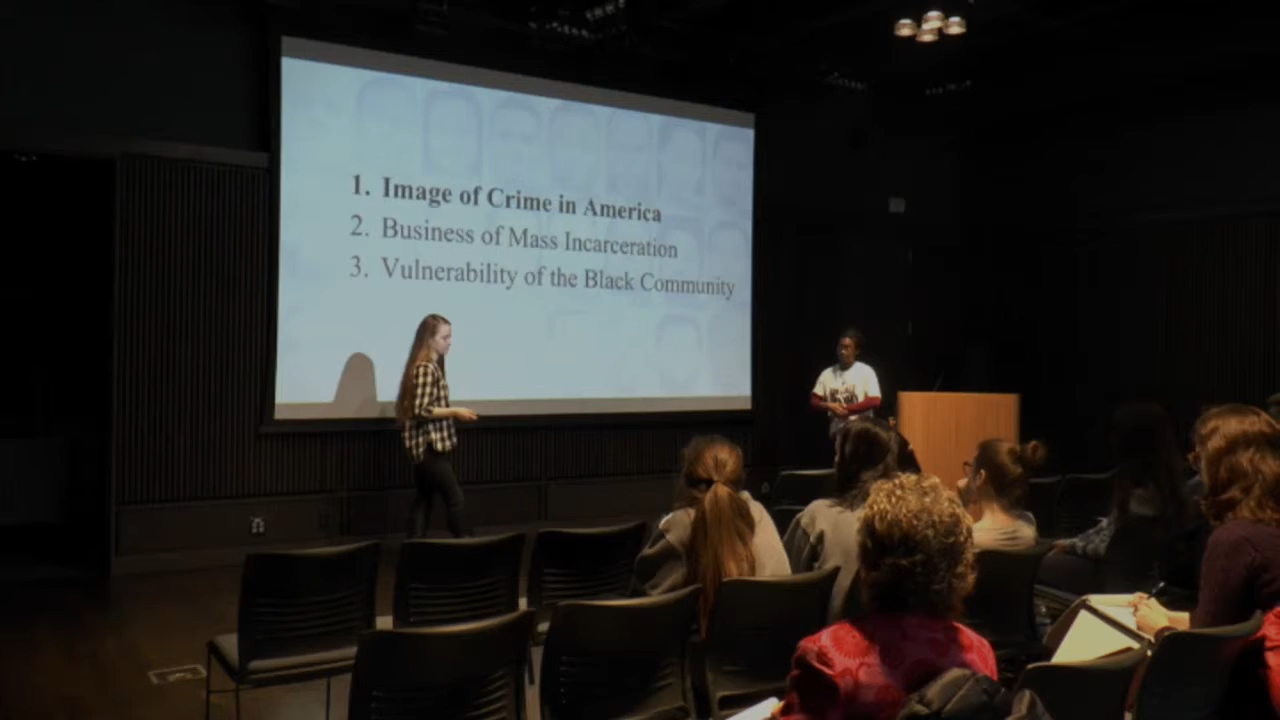 1. Image of Crime in America
2. Business of Mass Incarceration
3. Vulnerability of the Black Community